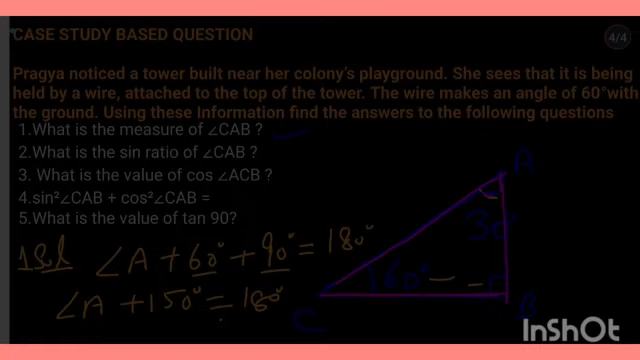 CASE STUDY BASED QUESTION
4/4
Pragya noticed a tower built near her colony's playground. She sees that it is being
held by a wire, attached to the top of the tower. The wire makes an angle of 60° with
the ground. Using these Information find the answers to the following questions
1.What is the measure of ∠CAB ?
2.What is the sin ratio of ∠CAB ?
3. What is the value of cos ∠ACB ?
4.sin²∠CAB + cos²∠CAB =
5.What is the value of tan 90?
A
30°
1Sol ∠A + 60° + 90° = 180°
60°
∠A + 150° = 180°
C
B
InShOt